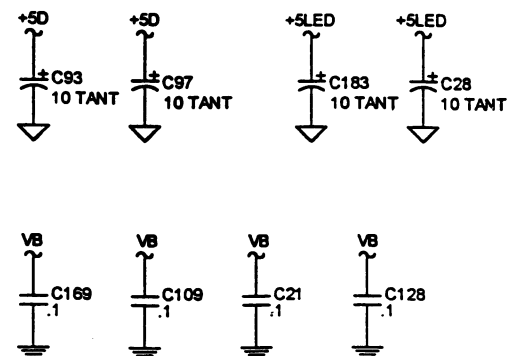 +5D +5D +5LED +5LED
+ C93 + C97 + C183 + C28
10 TANT 10 TANT 10 TANT 10 TANT
VB VB VB VB
C169 C109 C21 C128
.1 .1 .1 .1